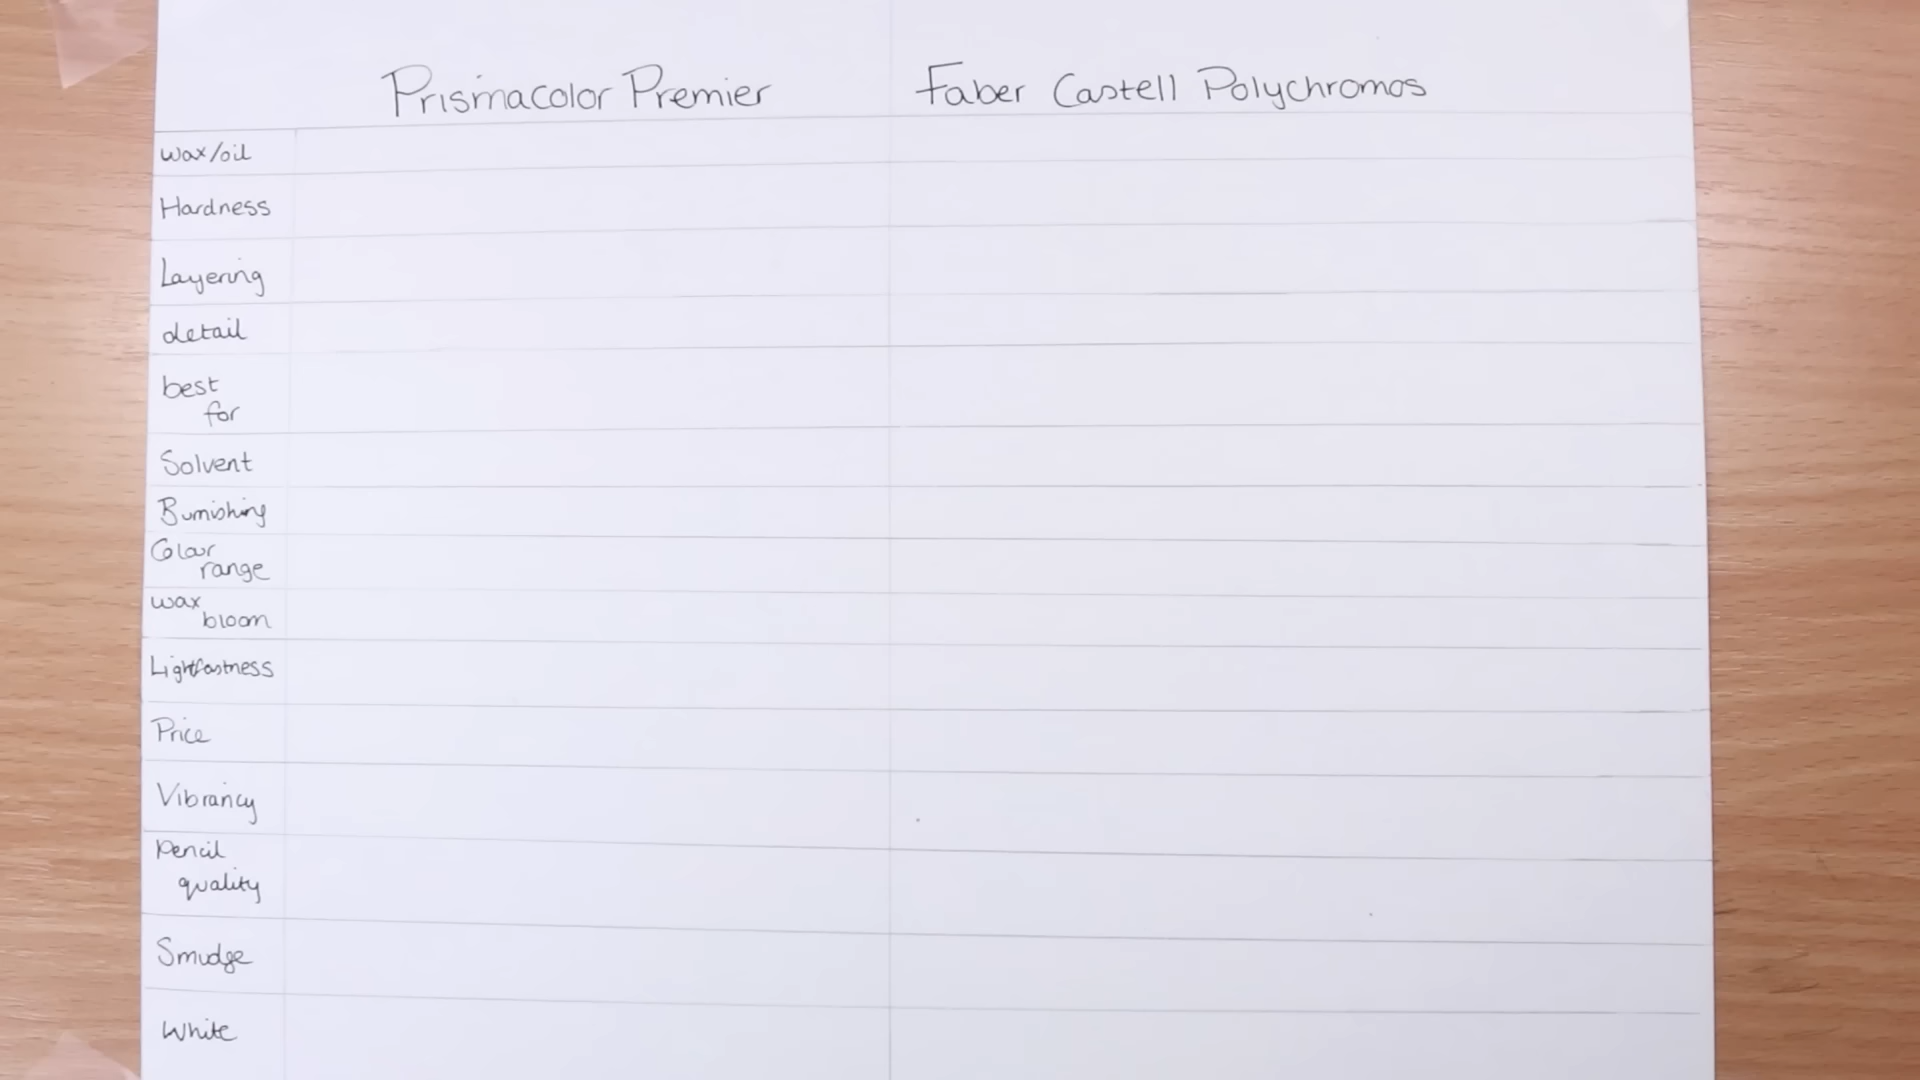 Prismacolor Premier
Faber Castell Polychromos
wax/oil
Hardness
Layering
detail
best
for
Solvent
Burnishing
Colour
range
wax
bloom
Lightfastness
Price
Vibrancy
Pencil
quality
Smudge
White